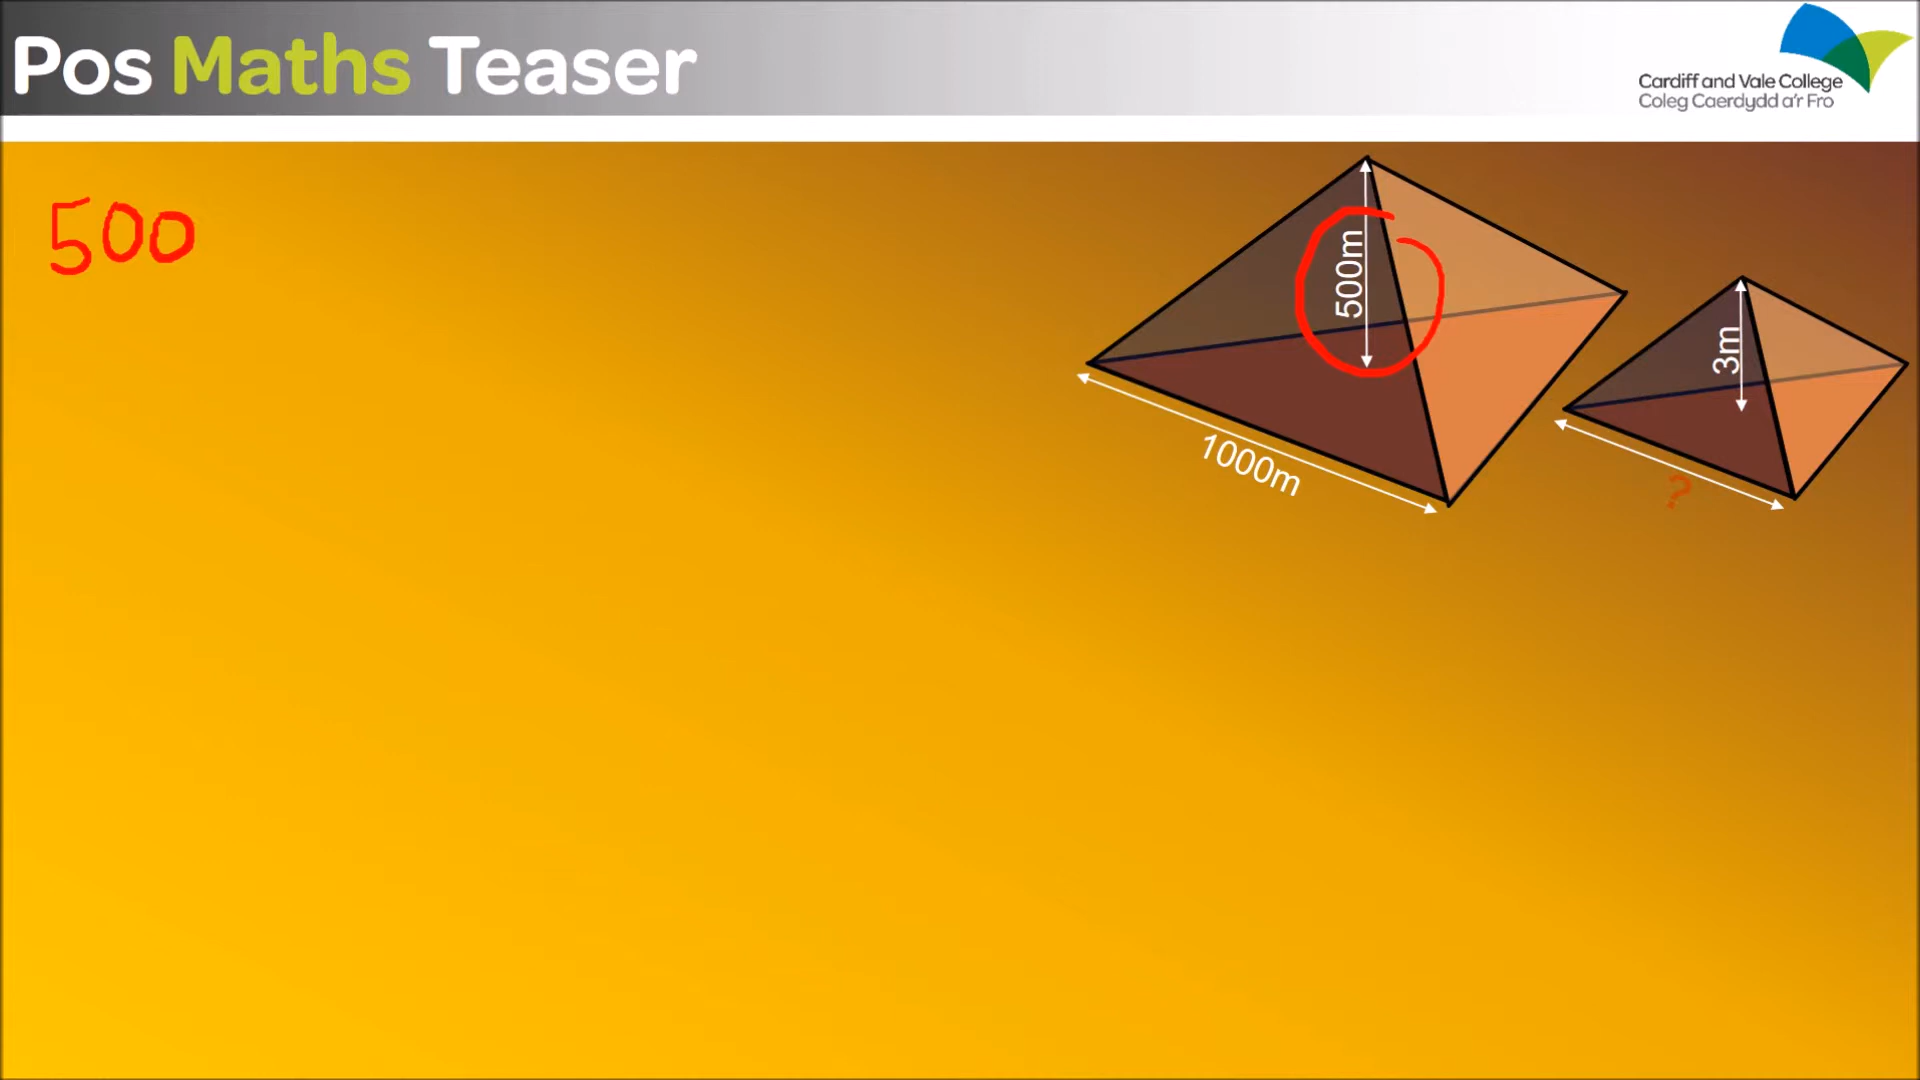 Pos Maths Teaser
Cardiff and Vale College
Coleg Caerdydd a'r Fro
500
500m
1000m
3m
?